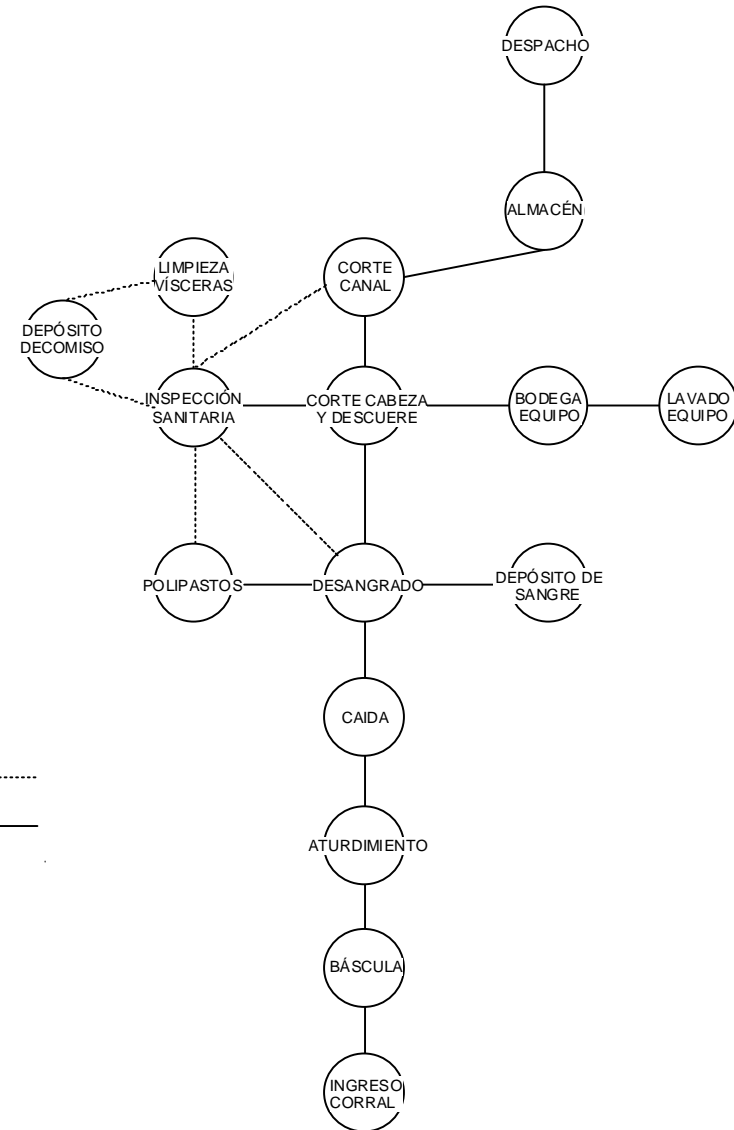 DESPACHO
ALMACÉN
LIMPIEZA
VÍSCERAS
CORTE
CANAL
DEPÓSITO
DECOMISO
INSPECCIÓN
SANITARIA
CORTE CABEZA
Y DESCUERE
BODEGA
EQUIPO
LAVADO
EQUIPO
POLIPASTOS
DESANGRADO
DEPÓSITO DE
SANGRE
CAIDA
ATURDIMIENTO
BÁSCULA
INGRESO
CORRAL